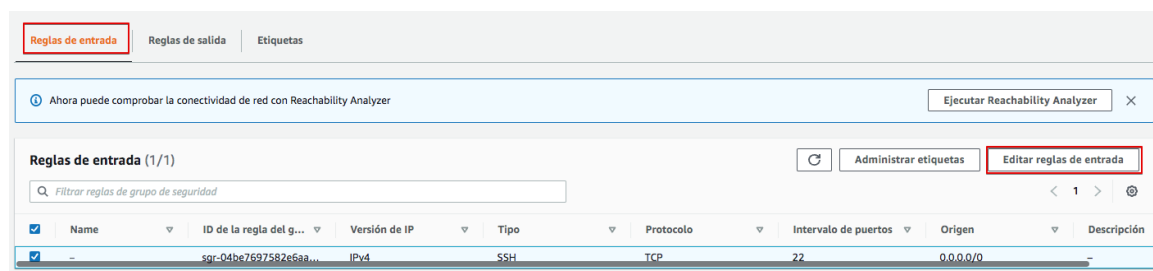 Reglas de entrada Reglas de salida Etiquetas
Ahora puede comprobar la conectividad de red con Reachability Analyzer Ejecutar Reachability Analyzer
Reglas de entrada (1/1) Administrar etiquetas Editar reglas de entrada
Filtrar reglas de grupo de seguridad 1
Name ID de la regla del g... Versión de IP Tipo Protocolo Intervalo de puertos Origen Descripción
– sgr-04be7697582e6aa... IPv4 SSH TCP 22 0.0.0.0/0 –